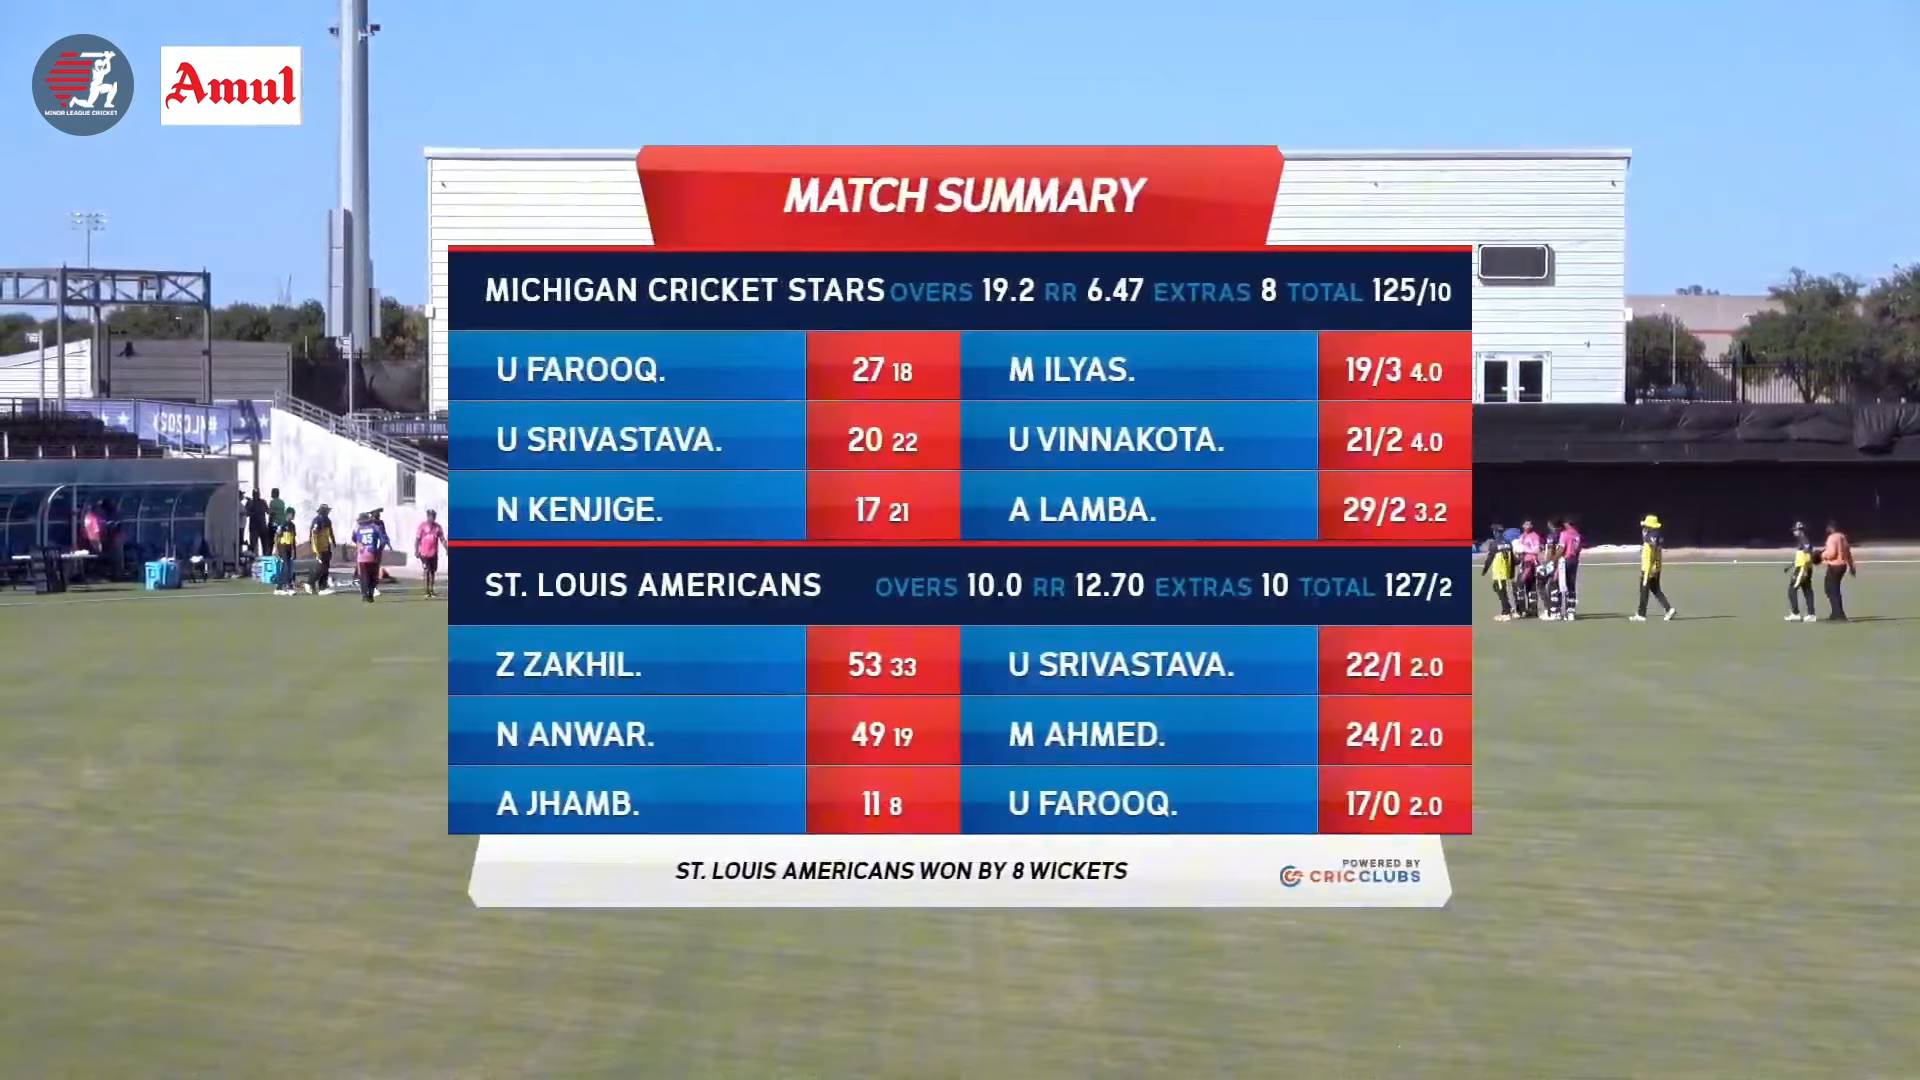 MINOR LEAGUE CRICKET
Amul
MATCH SUMMARY
MICHIGAN CRICKET STARS OVERS 19.2 RR 6.47 EXTRAS 8 TOTAL 125/10
U FAROOQ. 27 18 M ILYAS. 19/3 4.0
U SRIVASTAVA. 20 22 U VINNAKOTA. 21/2 4.0
N KENJIGE. 17 21 A LAMBA. 29/2 3.2
ST. LOUIS AMERICANS OVERS 10.0 RR 12.70 EXTRAS 10 TOTAL 127/2
Z ZAKHIL. 53 33 U SRIVASTAVA. 22/1 2.0
N ANWAR. 49 19 M AHMED. 24/1 2.0
A JHAMB. 11 8 U FAROOQ. 17/0 2.0
ST. LOUIS AMERICANS WON BY 8 WICKETS
POWERED BY
CRICCLUBS
45